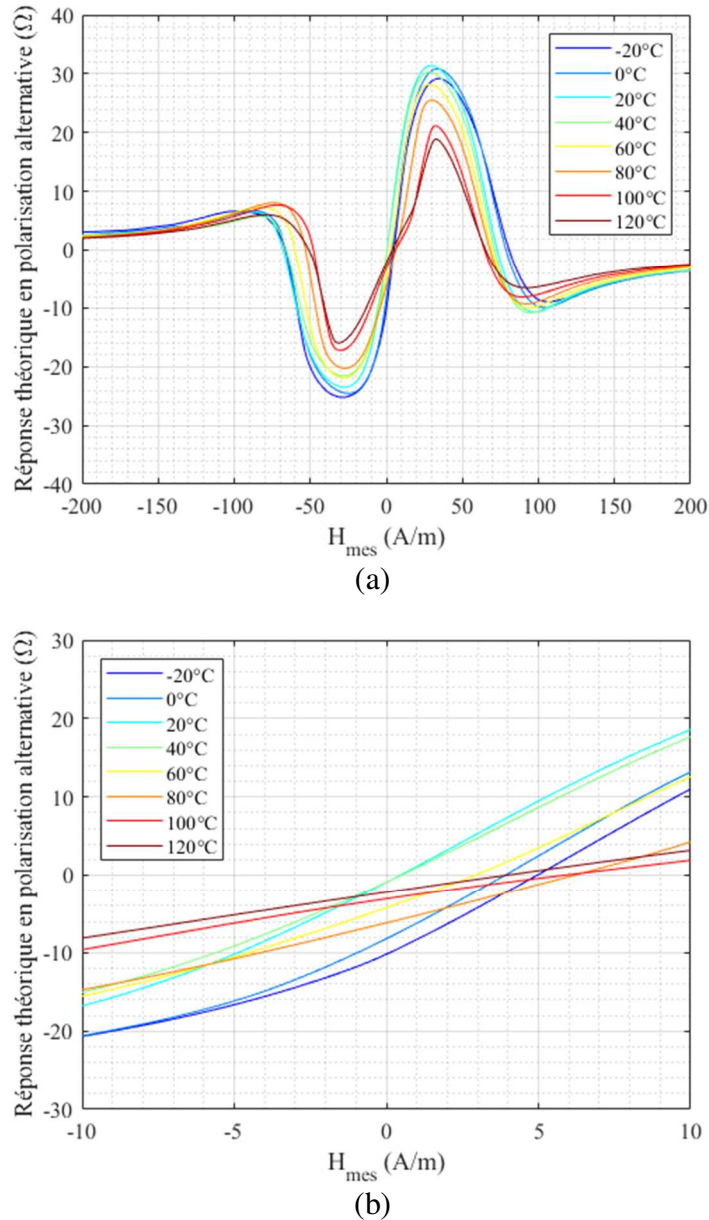 Réponse théorique en polarisation alternative (Ω)
40
30
20
10
0
-10
-20
-30
-40
-20°C
0°C
20°C
40°C
60°C
80°C
100℃
120℃
-200
-150
-100
-50
0
50
100
150
200
H_mes (A/m)
(a)
Réponse théorique en polarisation alternative (Ω)
30
20
10
0
-10
-20
-30
-20°C
0°C
20°C
40°C
60°C
80°C
100℃
120℃
-10
-5
0
5
10
H_mes (A/m)
(b)